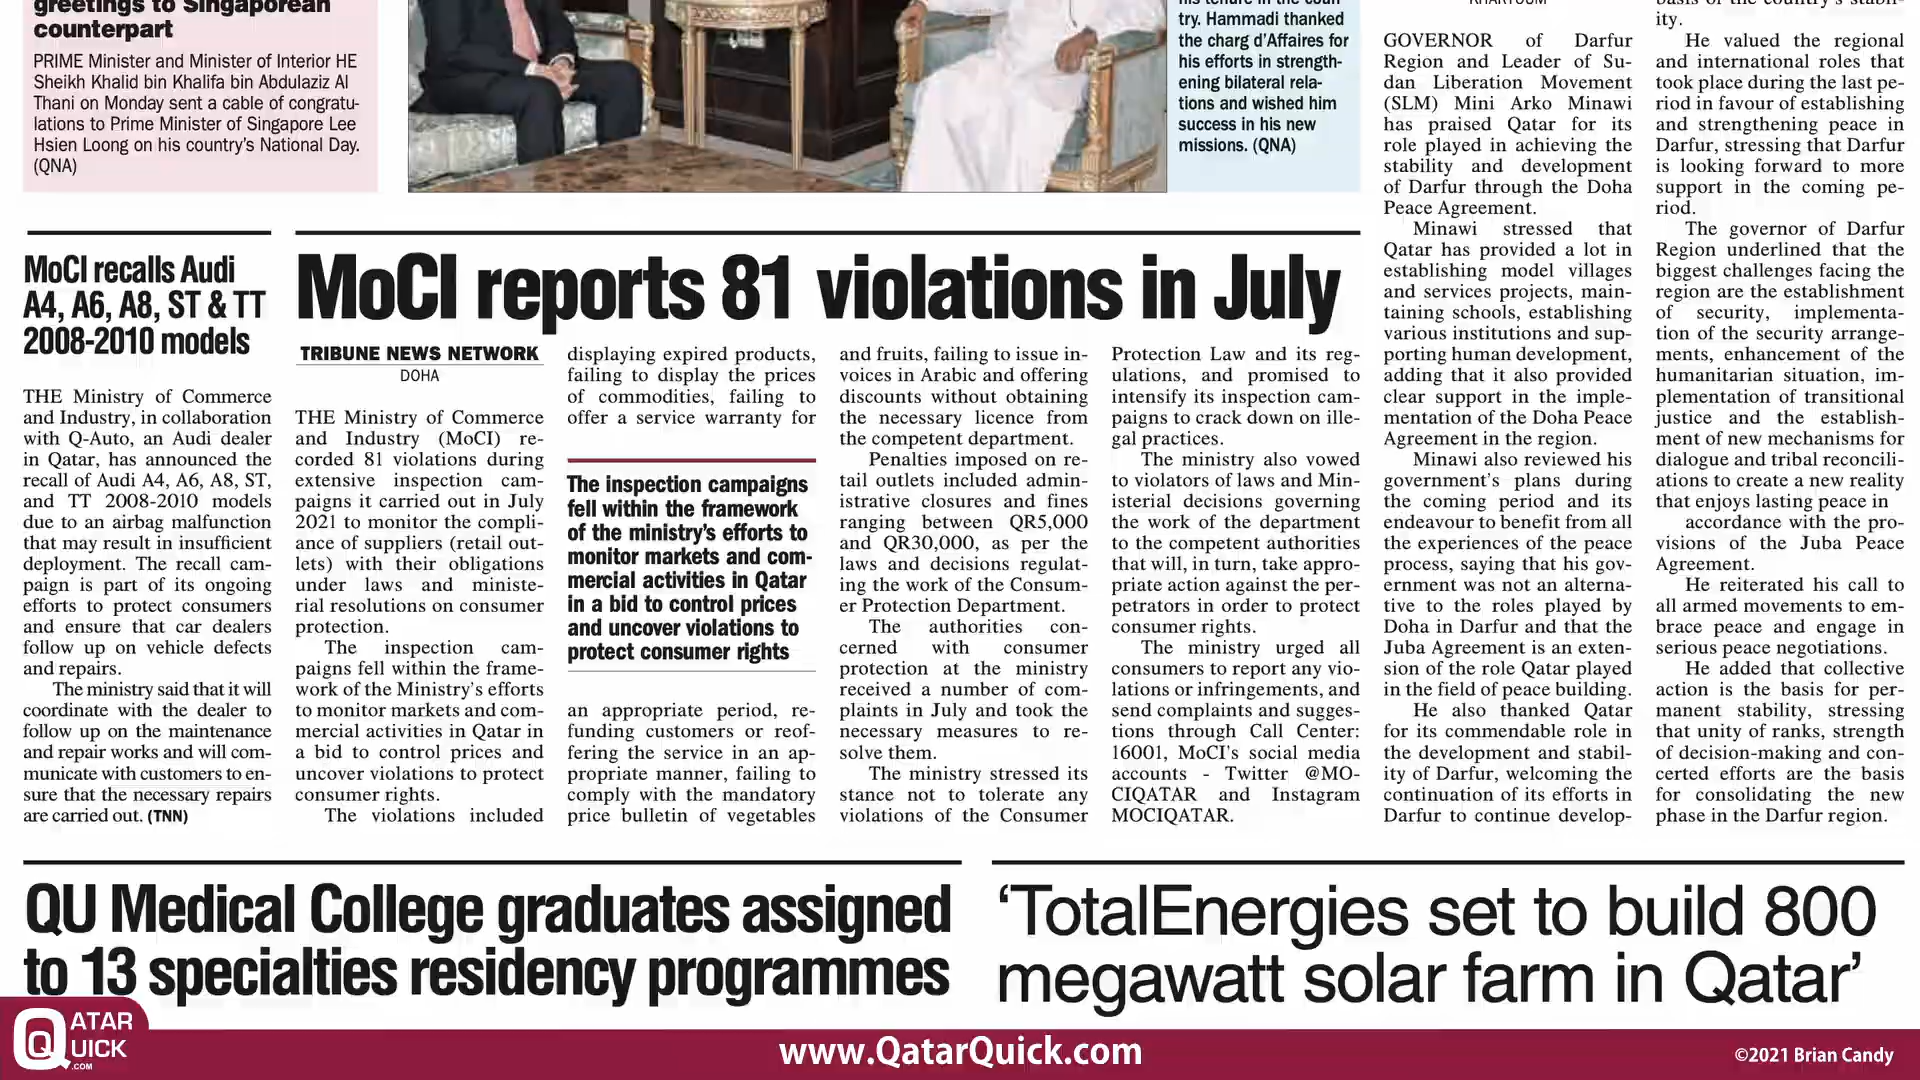 greetings to Singaporean
counterpart
PRIME Minister and Minister of Interior HE
Sheikh Khalid bin Khalifa bin Abdulaziz Al
Thani on Monday sent a cable of congratu-
lations to Prime Minister of Singapore Lee
Hsien Loong on his country's National Day.
(QNA)
his tenure in the coun-
try. Hammadi thanked
the charg d'Affaires for
his efforts in strength-
ening bilateral rela-
tions and wished him
success in his new
missions. (QNA)
MoCI recalls Audi
A4, A6, A8, ST & TT
2008-2010 models
THE Ministry of Commerce
and Industry, in collaboration
with Q-Auto, an Audi dealer
in Qatar, has announced the
recall of Audi A4, A6, A8, ST,
and TT 2008-2010 models
due to an airbag malfunction
that may result in insufficient
deployment. The recall cam-
paign is part of its ongoing
efforts to protect consumers
and ensure that car dealers
follow up on vehicle defects
and repairs.
The ministry said that it will
coordinate with the dealer to
follow up on the maintenance
and repair works and will com-
municate with customers to en-
sure that the necessary repairs
are carried out. (TNN)
MoCI reports 81 violations in July
TRIBUNE NEWS NETWORK
DOHA
THE Ministry of Commerce
and Industry (MoCI) re-
corded 81 violations during
extensive inspection cam-
paigns it carried out in July
2021 to monitor the compli-
ance of suppliers (retail out-
lets) with their obligations
under laws and ministe-
rial resolutions on consumer
protection.
The inspection cam-
paigns fell within the frame-
work of the Ministry's efforts
to monitor markets and com-
mercial activities in Qatar in
a bid to control prices and
uncover violations to protect
consumer rights.
The violations included
displaying expired products,
failing to display the prices
of commodities, failing to
offer a service warranty for
The inspection campaigns
fell within the framework
of the ministry's efforts to
monitor markets and com-
mercial activities in Qatar
in a bid to control prices
and uncover violations to
protect consumer rights
an appropriate period, re-
funding customers or reof-
fering the service in an ap-
propriate manner, failing to
comply with the mandatory
price bulletin of vegetables
and fruits, failing to issue in-
voices in Arabic and offering
discounts without obtaining
the necessary licence from
the competent department.
Penalties imposed on re-
tail outlets included admin-
istrative closures and fines
ranging between QR5,000
and QR30,000, as per the
laws and decisions regulat-
ing the work of the Consum-
er Protection Department.
The authorities con-
cerned with consumer
protection at the ministry
received a number of com-
plaints in July and took the
necessary measures to re-
solve them.
The ministry stressed its
stance not to tolerate any
violations of the Consumer
Protection Law and its reg-
ulations, and promised to
intensify its inspection cam-
paigns to crack down on ille-
gal practices.
The ministry also vowed
to violators of laws and Min-
isterial decisions governing
the work of the department
to the competent authorities
that will, in turn, take appro-
priate action against the per-
petrators in order to protect
consumer rights.
The ministry urged all
consumers to report any vio-
lations or infringements, and
send complaints and sugges-
tions through Call Center:
16001, MoCI's social media
accounts - Twitter @MO-
CIQATAR and Instagram
MOCIQATAR.
KHARTOUM
GOVERNOR of Darfur
Region and Leader of Su-
dan Liberation Movement
(SLM) Mini Arko Minawi
has praised Qatar for its
role played in achieving the
stability and development
of Darfur through the Doha
Peace Agreement.
Minawi stressed that
Qatar has provided a lot in
establishing model villages
and services projects, main-
taining schools, establishing
various institutions and sup-
porting human development,
adding that it also provided
clear support in the imple-
mentation of the Doha Peace
Agreement in the region.
Minawi also reviewed his
government's plans during
the coming period and its
endeavour to benefit from all
the experiences of the peace
process, saying that his gov-
ernment was not an alterna-
tive to the roles played by
Doha in Darfur and that the
Juba Agreement is an exten-
sion of the role Qatar played
in the field of peace building.
He also thanked Qatar
for its commendable role in
the development and stabil-
ity of Darfur, welcoming the
continuation of its efforts in
Darfur to continue develop-
basis of the country's stabil-
ity.
He valued the regional
and international roles that
took place during the last pe-
riod in favour of establishing
and strengthening peace in
Darfur, stressing that Darfur
is looking forward to more
support in the coming pe-
riod.
The governor of Darfur
Region underlined that the
biggest challenges facing the
region are the establishment
of security, implementa-
tion of the security arrange-
ments, enhancement of the
humanitarian situation, im-
plementation of transitional
justice and the establish-
ment of new mechanisms for
dialogue and tribal reconcili-
ations to create a new reality
that enjoys lasting peace in
accordance with the pro-
visions of the Juba Peace
Agreement.
He reiterated his call to
all armed movements to em-
brace peace and engage in
serious peace negotiations.
He added that collective
action is the basis for per-
manent stability, stressing
that unity of ranks, strength
of decision-making and con-
certed efforts are the basis
for consolidating the new
phase in the Darfur region.
QU Medical College graduates assigned
to 13 specialties residency programmes
'TotalEnergies set to build 800
megawatt solar farm in Qatar'
QATAR
QUICK
.COM
www.QatarQuick.com
©2021 Brian Candy